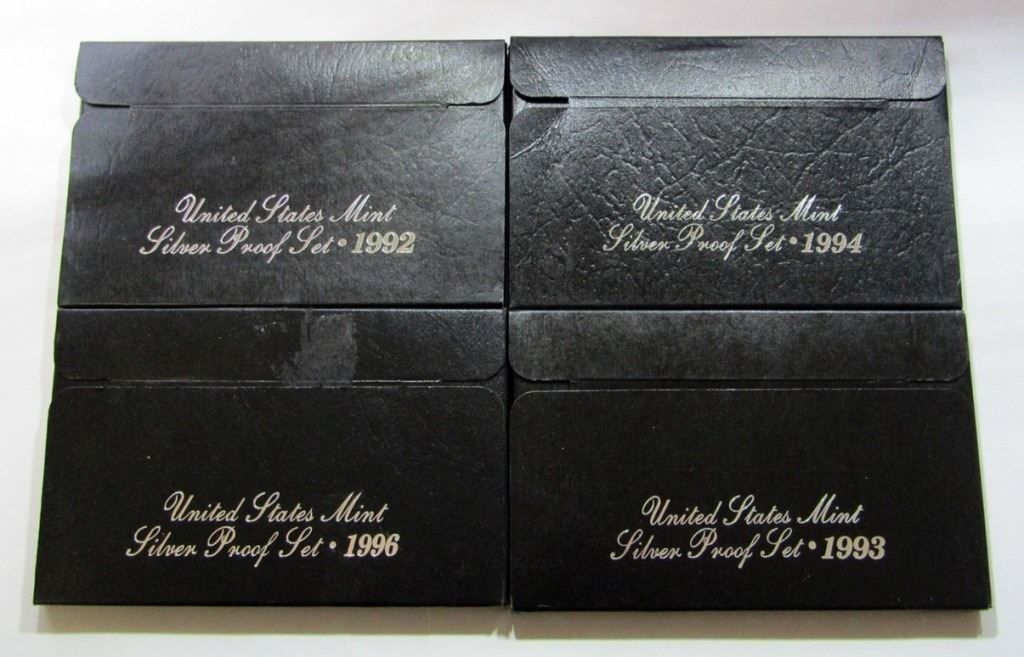 United States Mint
Silver Proof Set • 1992
United States Mint
Silver Proof Set • 1994
United States Mint
Silver Proof Set • 1996
United States Mint
Silver Proof Set • 1993